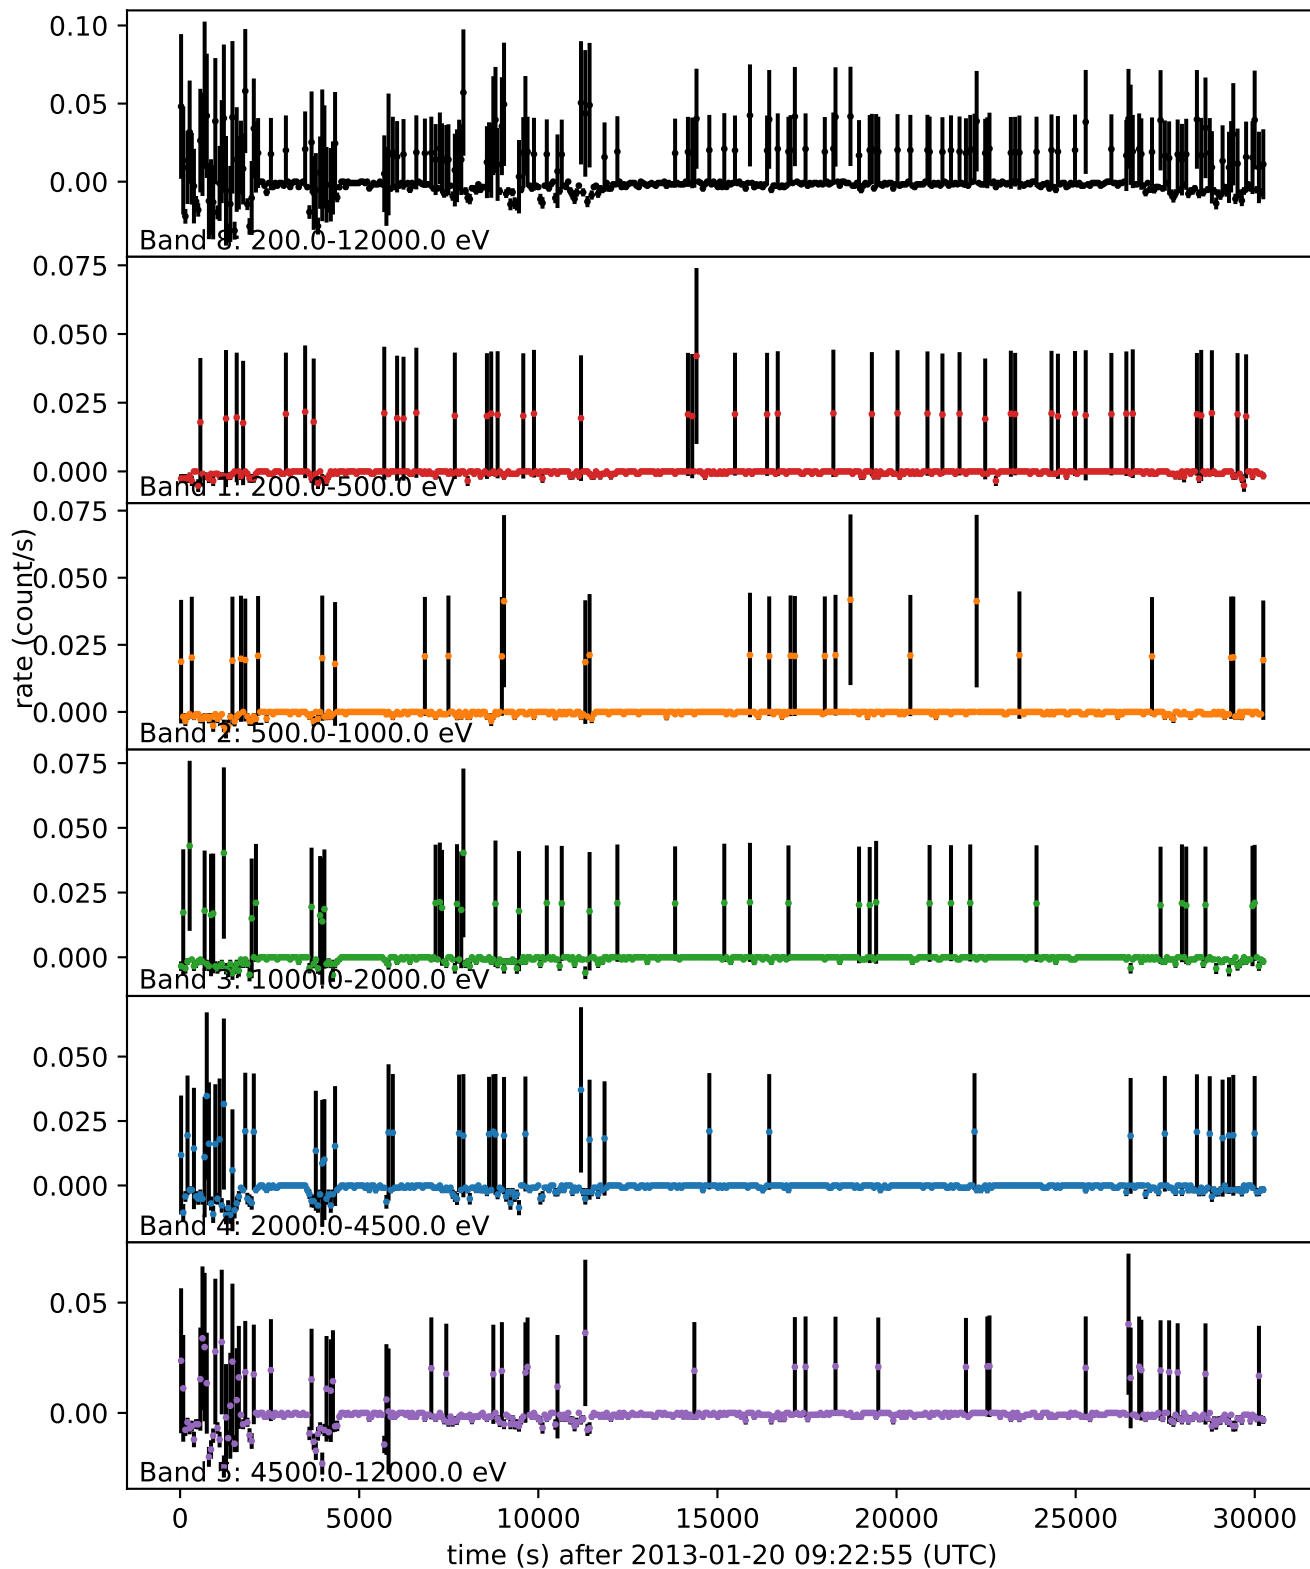 0.10
0.05
0.00
Band 8: 200.0-12000.0 eV
0.075
0.050
0.025
0.000
Band 1: 200.0-500.0 eV
0.075
0.050
0.025
0.000
Band 2: 500.0-1000.0 eV
rate (count/s)
0.075
0.050
0.025
0.000
Band 3: 1000.0-2000.0 eV
0.050
0.025
0.000
Band 4: 2000.0-4500.0 eV
0.05
0.00
Band 5: 4500.0-12000.0 eV
0 5000 10000 15000 20000 25000 30000
time (s) after 2013-01-20 09:22:55 (UTC)